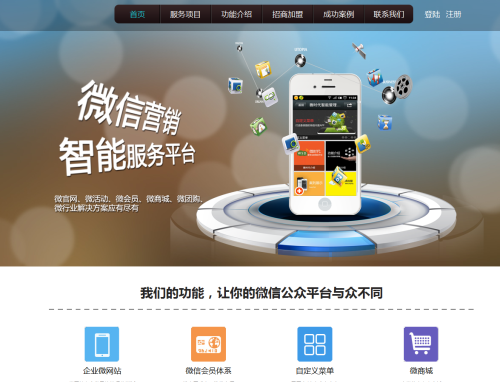 首页 服务项目 功能介绍 招商加盟 成功案例 联系我们 登陆 注册
微信营销
智能服务平台
微官网、微活动、微会员、微商城、微团购、
微行业解决方案应有尽有
我们的功能，让你的微信公众平台与众不同
企业微网站 微信会员体系 自定义菜单 微商城